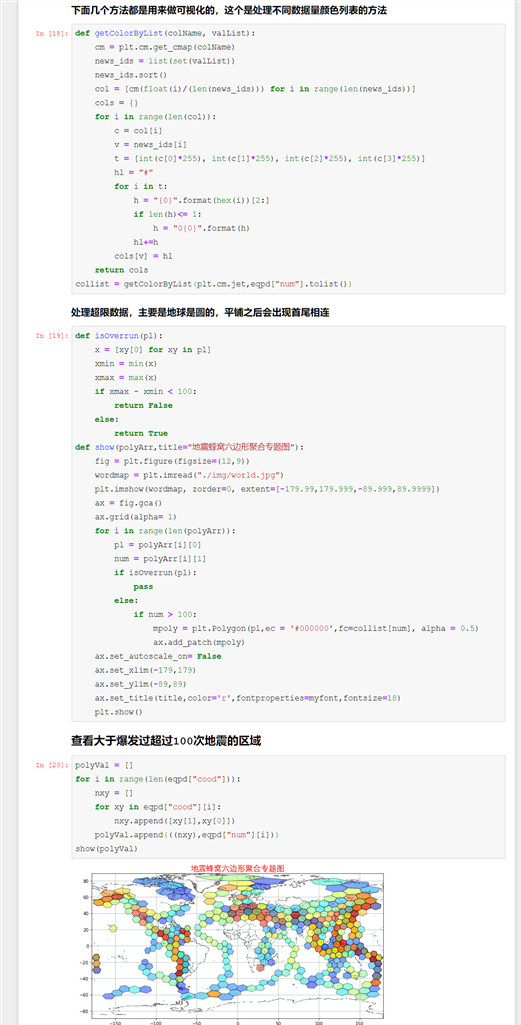 下面几个方法都是用来做可视化的，这个是处理不同数据量颜色列表的方法
In [18]: def getColorByList(colName, valList):
cm = plt.cm.get_cmap(colName)
news_ids = list(set(valList))
news_ids.sort()
col = [cm(float(i)/(len(news_ids))) for i in range(len(news_ids))]
cols = {}
for i in range(len(col)):
c = col[i]
v = news_ids[i]
t = [int(c[0]*255), int(c[1]*255), int(c[2]*255), int(c[3]*255)]
hl = "#"
for i in t:
h = "{0}".format(hex(i))[2:]
if len(h)<= 1:
h = "0{0}".format(h)
hl+=h
cols[v] = hl
return cols
collist = getColorByList(plt.cm.jet,eqpd["num"].tolist())
处理超限数据，主要是地球是圆的，平铺之后会出现首尾相连
In [19]: def isOverrun(pl):
x = [xy[0] for xy in pl]
xmin = min(x)
xmax = max(x)
if xmax - xmin < 100:
return False
else:
return True
def show(polyArr,title="地震蜂窝六边形聚合专题图"):
fig = plt.figure(figsize=(12,9))
wordmap = plt.imread("./img/world.jpg")
plt.imshow(wordmap, zorder=0, extent=[-179.99,179.999,-89.999,89.9999])
ax = fig.gca()
ax.grid(alpha= 1)
for i in range(len(polyArr)):
pl = polyArr[i][0]
num = polyArr[i][1]
if isOverrun(pl):
pass
else:
if num > 100:
mpoly = plt.Polygon(pl,ec = '#000000',fc=collist[num], alpha = 0.5)
ax.add_patch(mpoly)
ax.set_autoscale_on= False
ax.set_xlim(-179,179)
ax.set_ylim(-89,89)
ax.set_title(title,color='r',fontproperties=myfont,fontsize=18)
plt.show()
查看大于爆发过超过100次地震的区域
In [20]: polyVal = []
for i in range(len(eqpd["cood"])):
nxy = []
for xy in eqpd["cood"][i]:
nxy.append([xy[1],xy[0]])
polyVal.append(((nxy),eqpd["num"][i]))
show(polyVal)
地震蜂窝六边形聚合专题图
80
60
40
20
0
-20
-40
-60
-80
-150 -100 -50 0 50 100 150